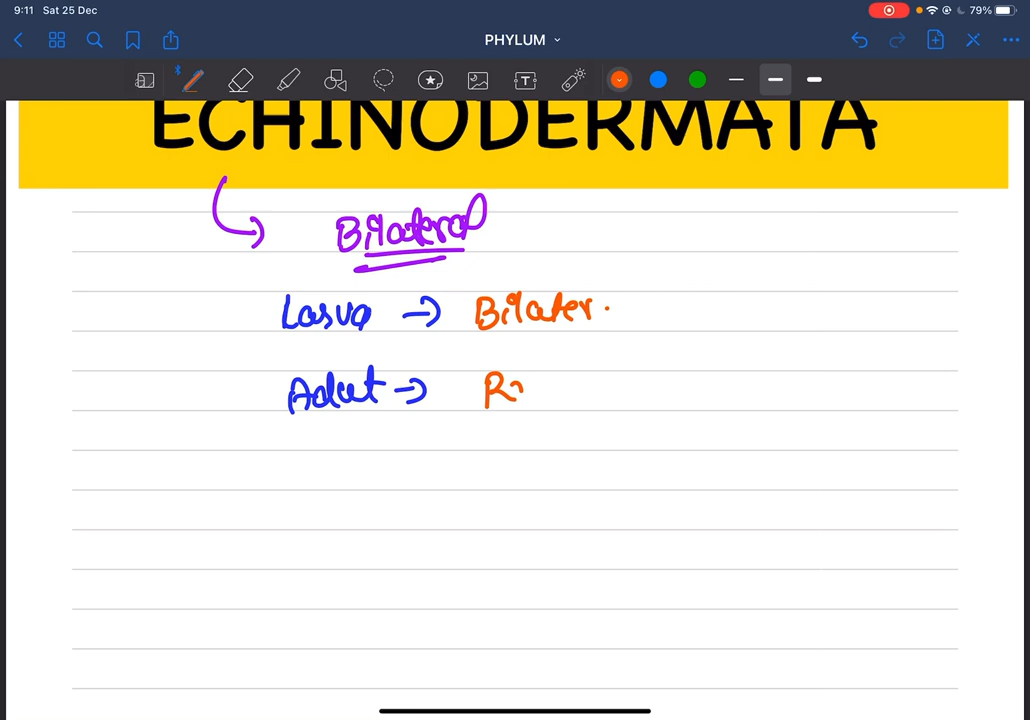 9:11 Sat 25 Dec 79%
PHYLUM
T
ECHINODERMATA
Bilateral
Larva → Bilater.
Adult → R